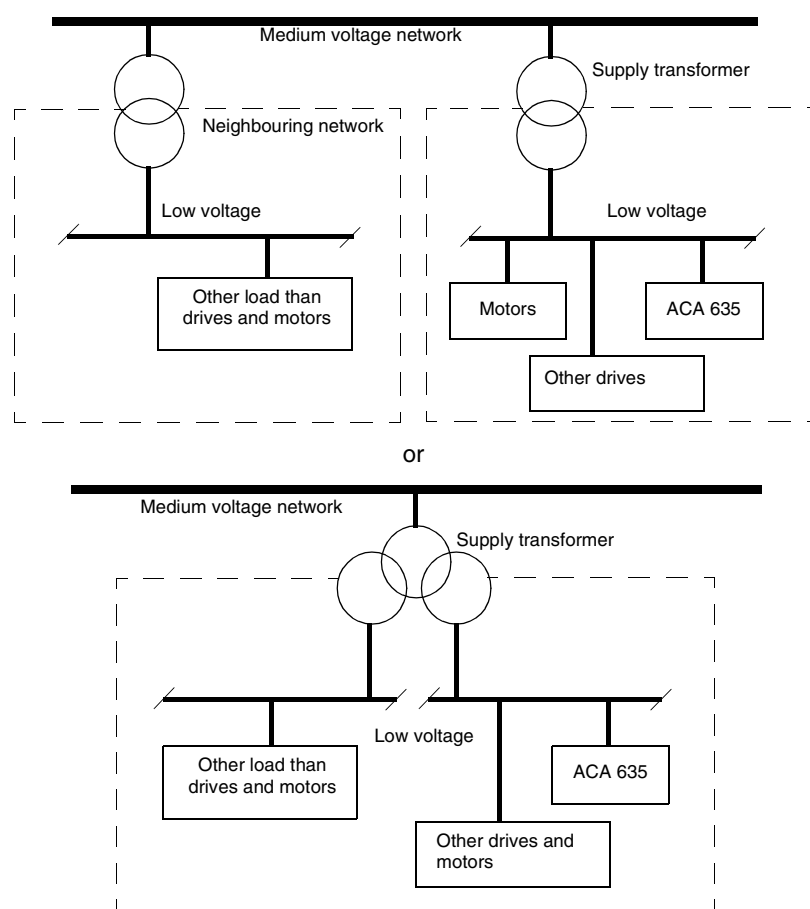 Medium voltage network
Supply transformer
Neighbouring network
Low voltage
Low voltage
Other load than
drives and motors
Motors
ACA 635
Other drives
or
Medium voltage network
Supply transformer
Low voltage
Other load than
drives and motors
ACA 635
Other drives and
motors